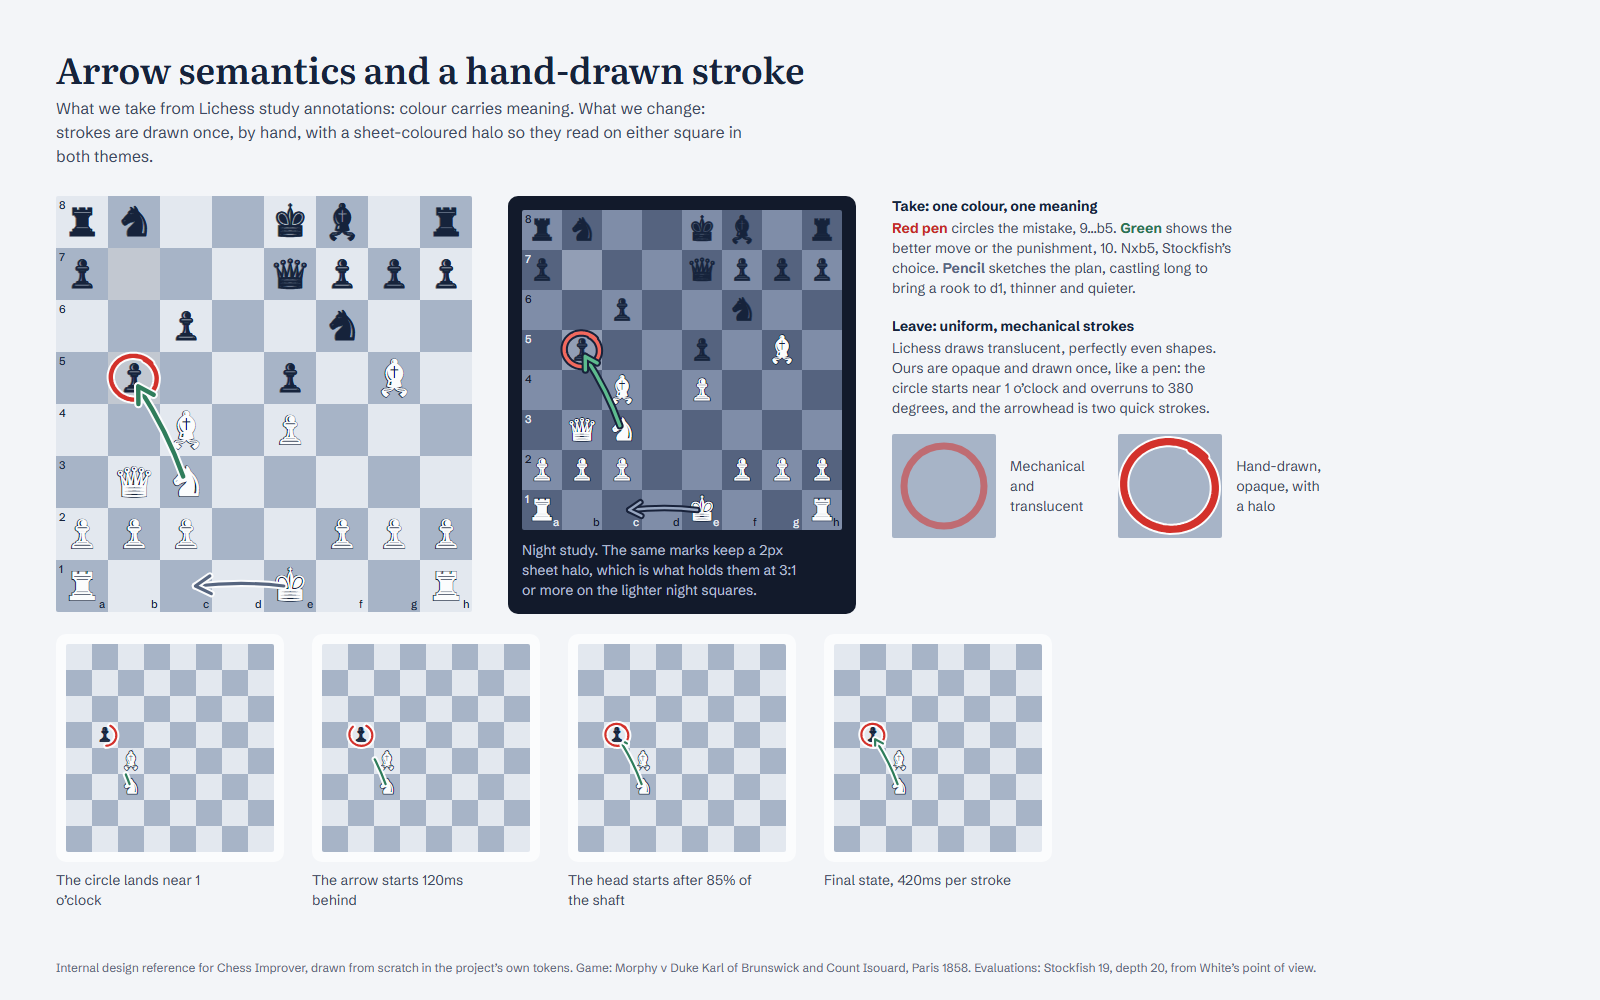 Arrow semantics and a hand-drawn stroke
What we take from Lichess study annotations: colour carries meaning. What we change:
strokes are drawn once, by hand, with a sheet-coloured halo so they read on either square in
both themes.
8
7
6
5
4
3
2
1
a b c d e f g h
8
7
6
5
4
3
2
1
a b c d e f g h
Night study. The same marks keep a 2px
sheet halo, which is what holds them at 3:1
or more on the lighter night squares.
Take: one colour, one meaning
Red pen circles the mistake, 9…b5. Green shows the
better move or the punishment, 10. Nxb5, Stockfish’s
choice. Pencil sketches the plan, castling long to
bring a rook to d1, thinner and quieter.
Leave: uniform, mechanical strokes
Lichess draws translucent, perfectly even shapes.
Ours are opaque and drawn once, like a pen: the
circle starts near 1 o’clock and overruns to 380
degrees, and the arrowhead is two quick strokes.
Mechanical
and
translucent
Hand-drawn,
opaque, with
a halo
The circle lands near 1
o’clock
The arrow starts 120ms
behind
The head starts after 85% of
the shaft
Final state, 420ms per stroke
Internal design reference for Chess Improver, drawn from scratch in the project’s own tokens. Game: Morphy v Duke Karl of Brunswick and Count Isouard, Paris 1858. Evaluations: Stockfish 19, depth 20, from White’s point of view.